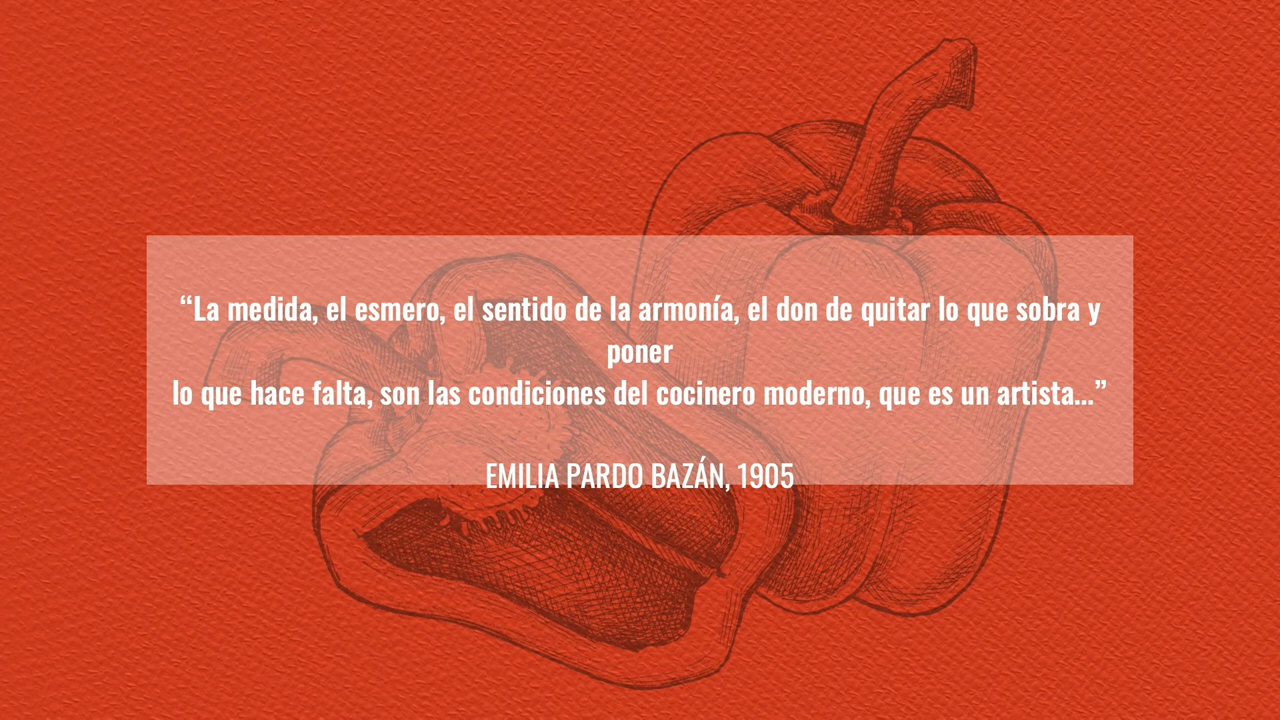 “La medida, el esmero, el sentido de la armonía, el don de quitar lo que sobra y
poner
lo que hace falta, son las condiciones del cocinero moderno, que es un artista...”
EMILIA PARDO BAZÁN, 1905